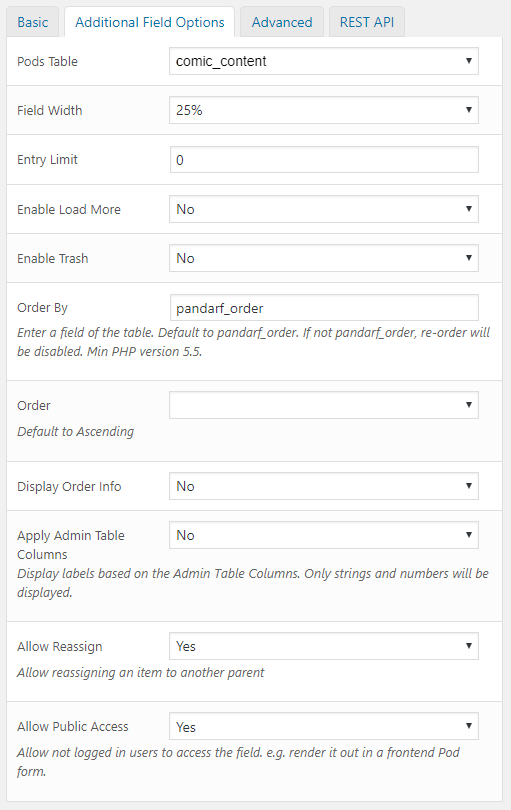 Basic Additional Field Options Advanced REST API
Pods Table comic_content
Field Width 25%
Entry Limit 0
Enable Load More No
Enable Trash No
Order By pandarf_order
Enter a field of the table. Default to pandarf_order. If not pandarf_order, re-order will
be disabled. Min PHP version 5.5.
Order
Default to Ascending
Display Order Info No
Apply Admin Table No
Columns
Display labels based on the Admin Table Columns. Only strings and numbers will be
displayed.
Allow Reassign Yes
Allow reassigning an item to another parent
Allow Public Access Yes
Allow not logged in users to access the field. e.g. render it out in a frontend Pod
form.